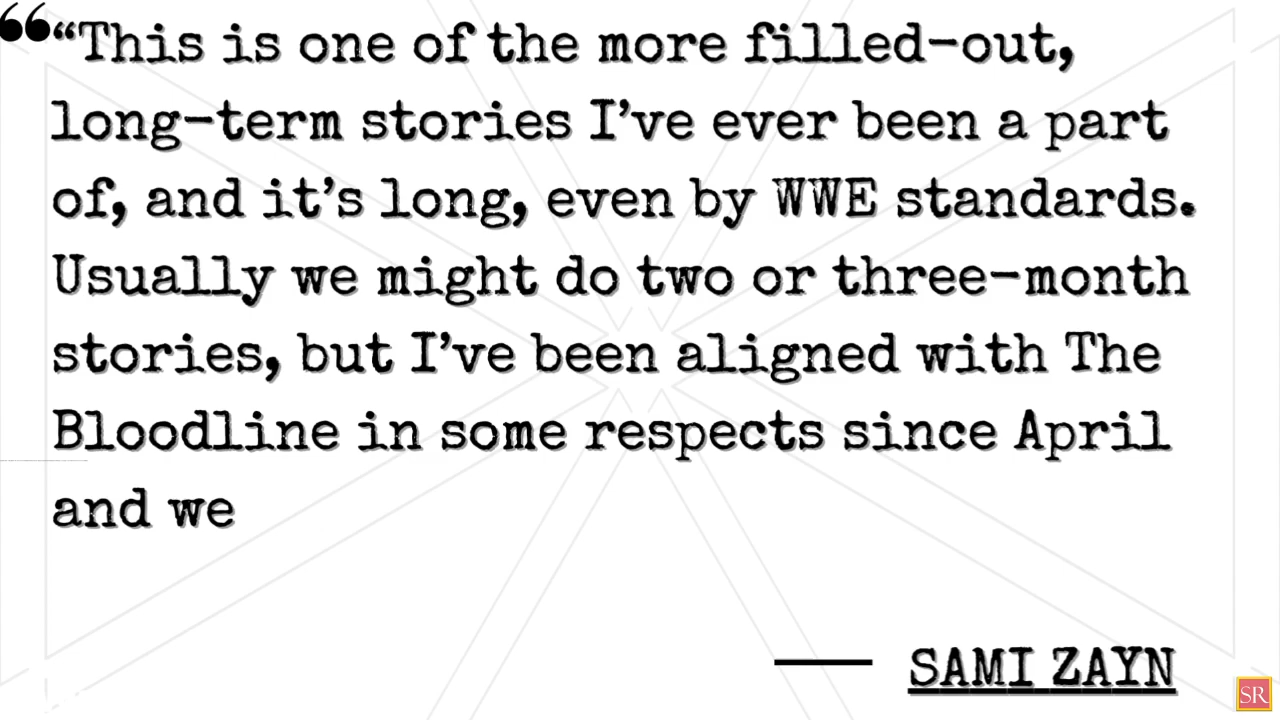 ❝“This is one of the more filled-out,
long-term stories I’ve ever been a part
of, and it’s long, even by WWE standards.
Usually we might do two or three-month
stories, but I’ve been aligned with The
Bloodline in some respects since April
and we
— SAMI ZAYN
SR